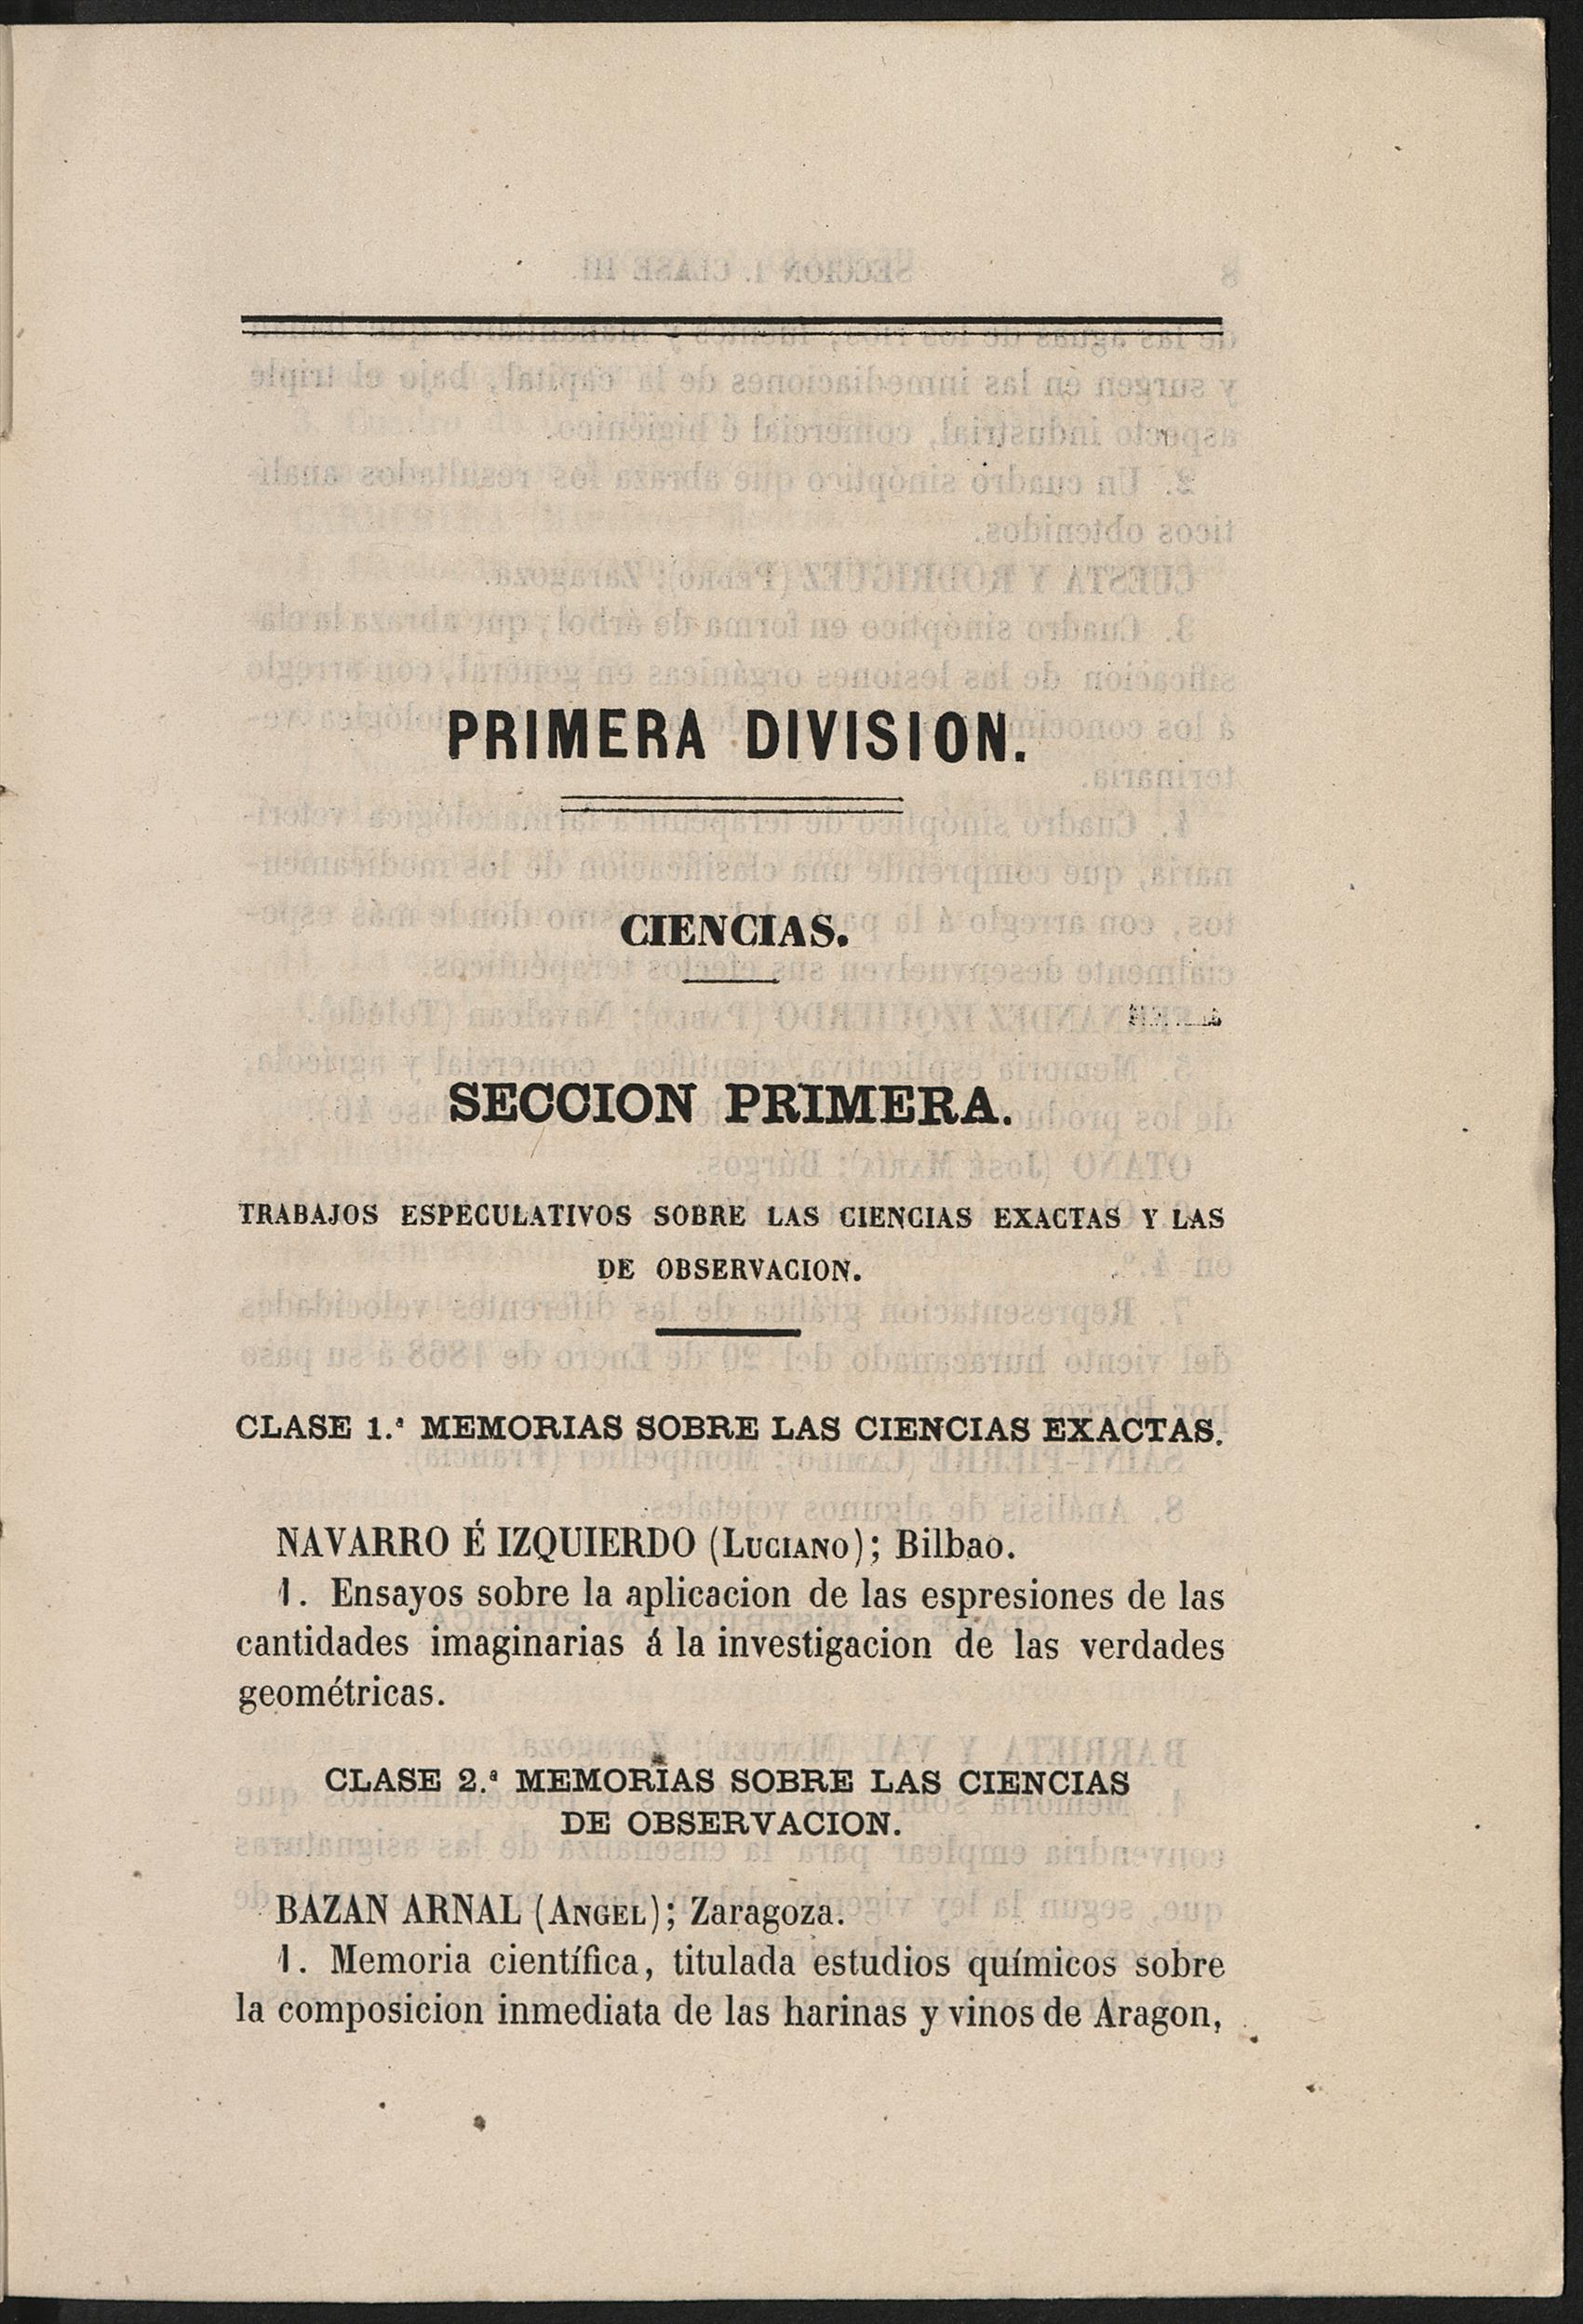 PRIMERA DIVISION.
CIENCIAS.
SECCION PRIMERA.
TRABAJOS ESPECULATIVOS SOBRE LAS CIENCIAS EXACTAS Y LAS
DE OBSERVACION.
CLASE 1.ª MEMORIAS SOBRE LAS CIENCIAS EXACTAS.
NAVARRO É IZQUIERDO (Luciano); Bilbao.
1. Ensayos sobre la aplicacion de las espresiones de las
cantidades imaginarias á la investigacion de las verdades
geométricas.
CLASE 2.ª MEMORIAS SOBRE LAS CIENCIAS
DE OBSERVACION.
BAZAN ARNAL (Angel); Zaragoza.
1. Memoria científica, titulada estudios químicos sobre
la composicion inmediata de las harinas y vinos de Aragon,